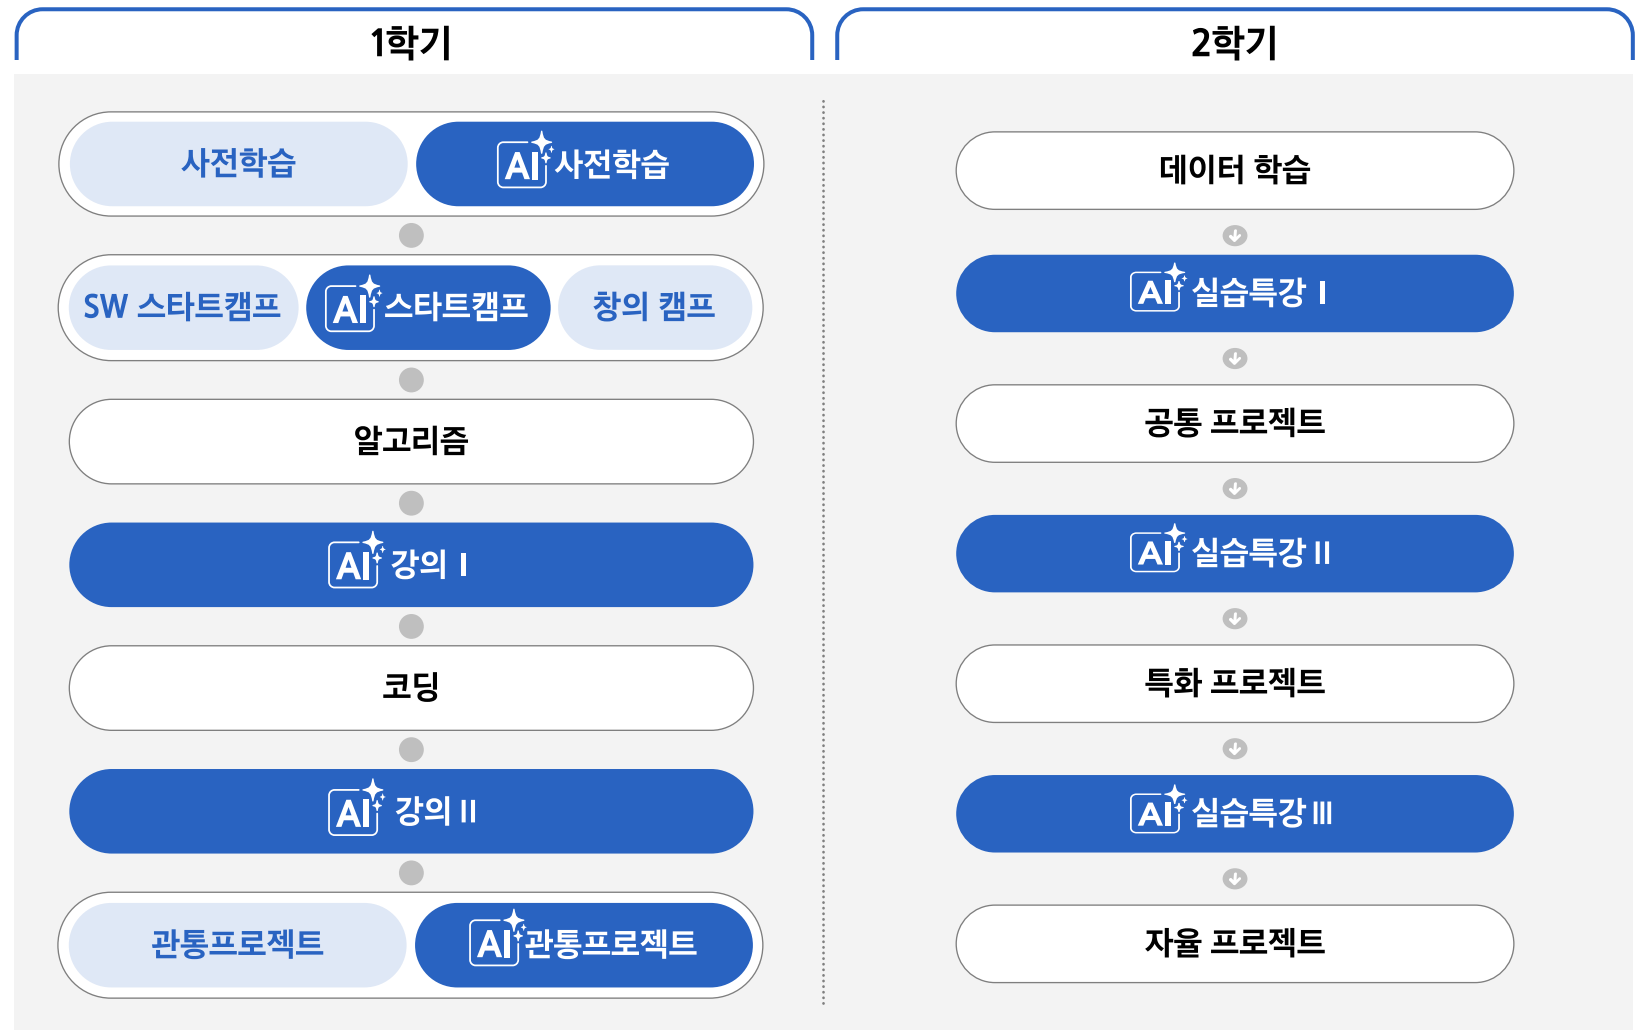 1학기
사전학습
AI 사전학습
SW 스타트캠프
AI 스타트캠프
창의 캠프
알고리즘
AI 강의 Ⅰ
코딩
AI 강의 Ⅱ
관통프로젝트
AI 관통프로젝트
2학기
데이터 학습
AI 실습특강 Ⅰ
공통 프로젝트
AI 실습특강 Ⅱ
특화 프로젝트
AI 실습특강 Ⅲ
자율 프로젝트